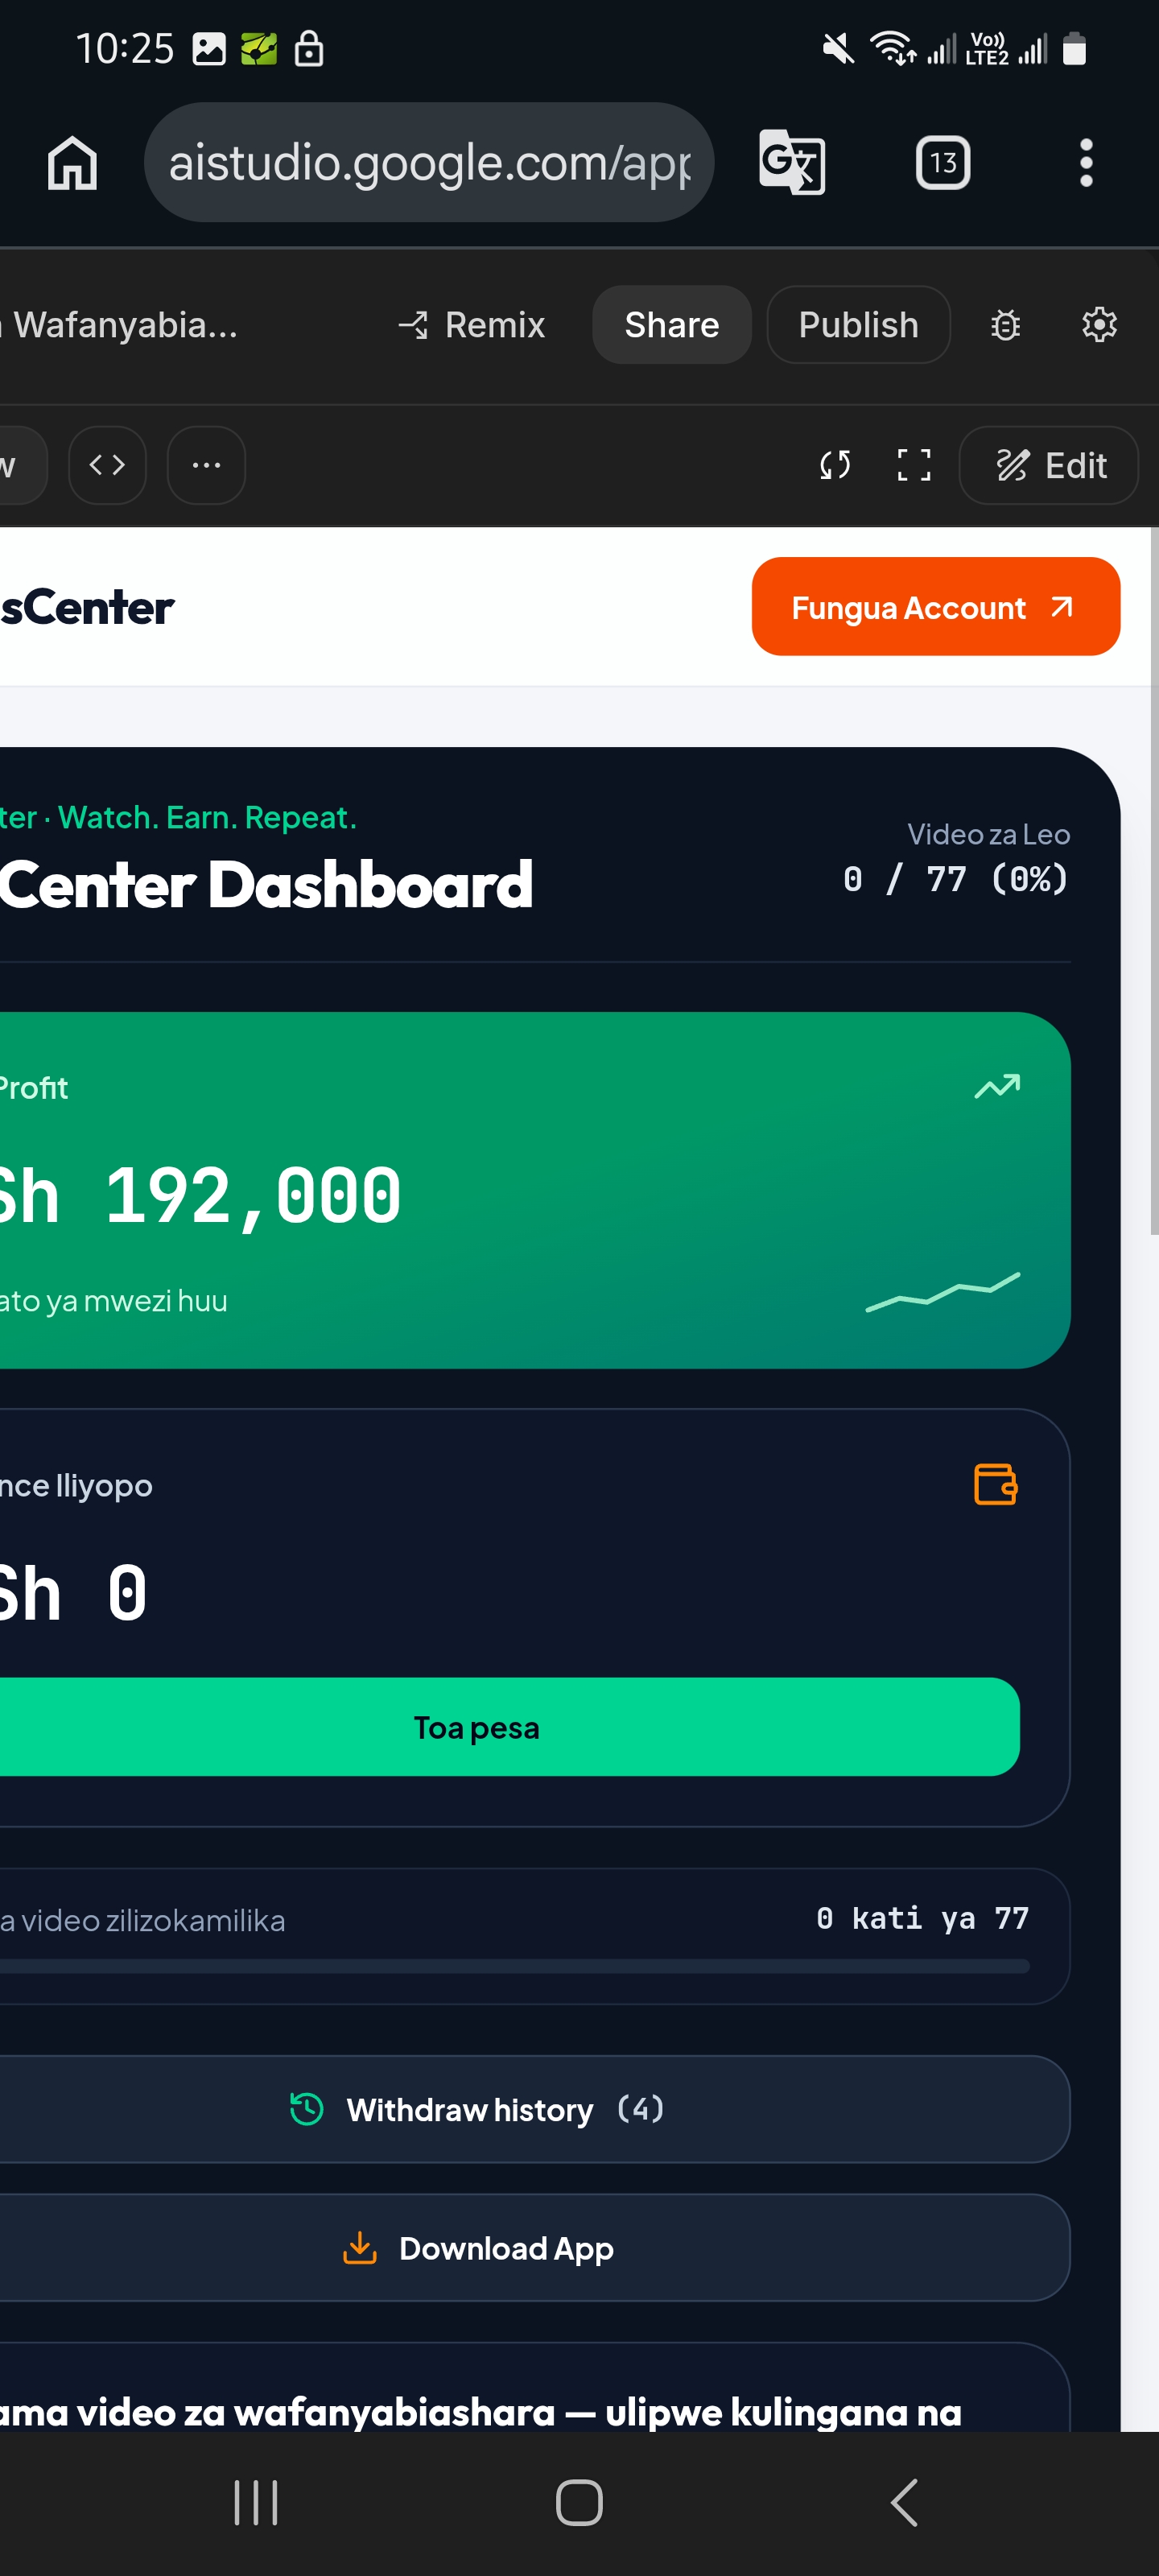 10:25
Vo))
LTE2
aistudio.google.com/app
13
Wafanyabia...
Remix
Share
Publish
Edit
sCenter
Fungua Account
ter · Watch. Earn. Repeat.
Video za Leo
Center Dashboard
0 / 77 (0%)
Profit
Sh 192,000
ato ya mwezi huu
nce Iliyopo
Sh 0
Toa pesa
a video zilizokamilika
0 kati ya 77
Withdraw history (4)
Download App
ama video za wafanyabiashara — ulipwe kulingana na